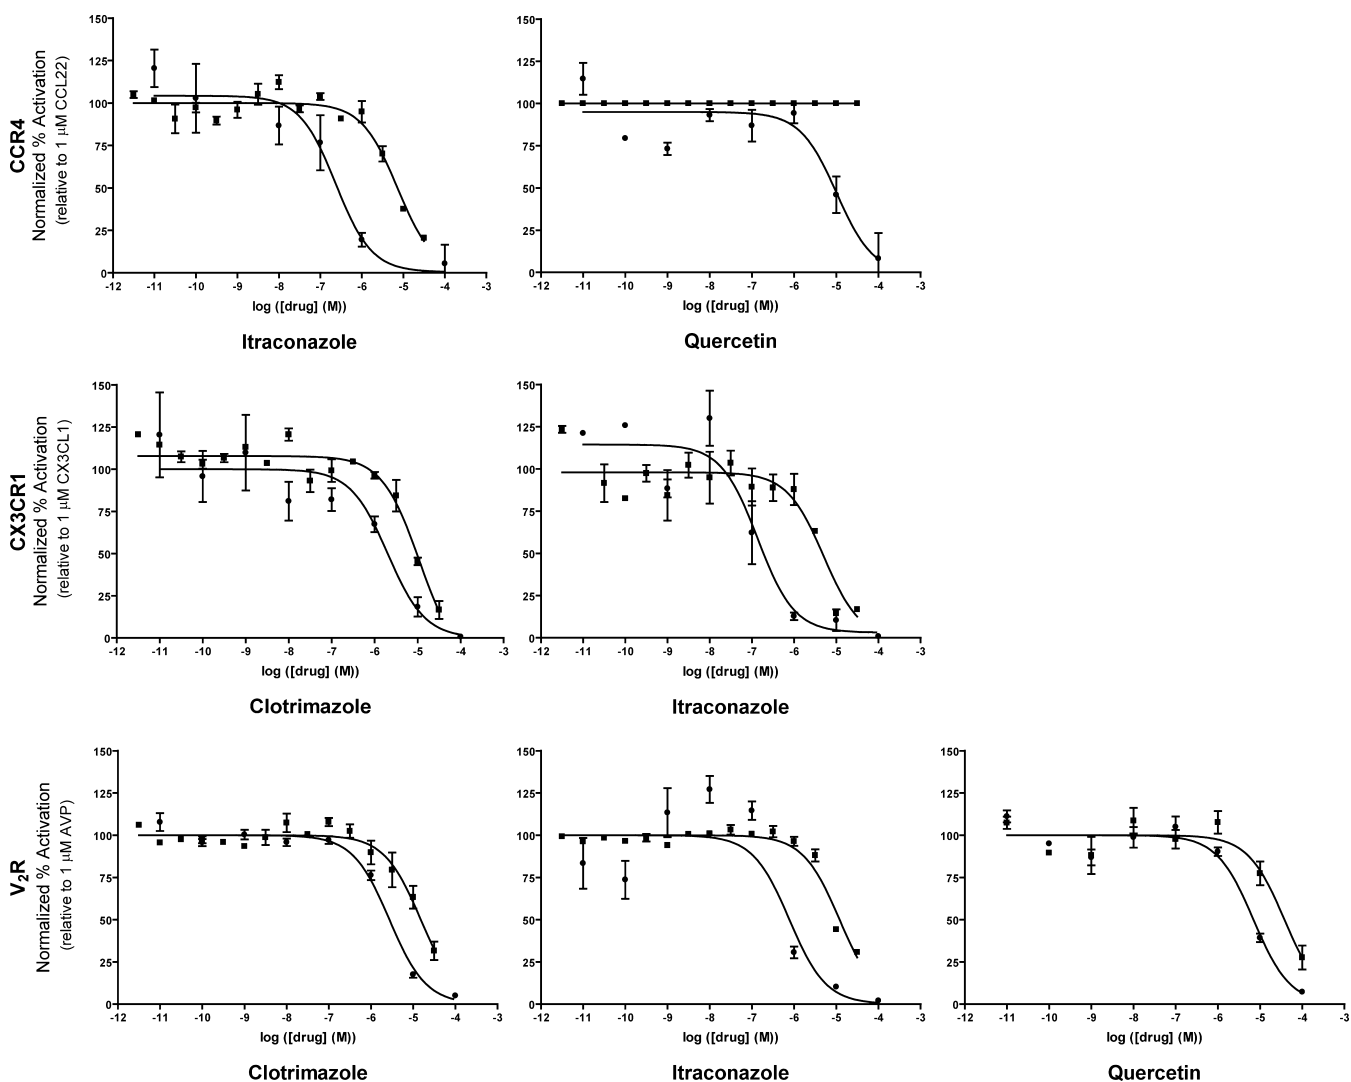 CCR4
Normalized % Activation
(relative to 1 µM CCL22)
150
125
100
75
50
25
0
-12 -11 -10 -9 -8 -7 -6 -5 -4 -3
log ([drug] (M))
Itraconazole
150
125
100
75
50
25
0
-12 -11 -10 -9 -8 -7 -6 -5 -4 -3
log ([drug] (M))
Quercetin
CX3CR1
Normalized % Activation
(relative to 1 µM CX3CL1)
150
125
100
75
50
25
0
-12 -11 -10 -9 -8 -7 -6 -5 -4 -3
log ([drug] (M))
Clotrimazole
150
125
100
75
50
25
0
-12 -11 -10 -9 -8 -7 -6 -5 -4 -3
log ([drug] (M))
Itraconazole
V₂R
Normalized % Activation
(relative to 1 µM AVP)
150
125
100
75
50
25
0
-12 -11 -10 -9 -8 -7 -6 -5 -4 -3
log ([drug] (M))
Clotrimazole
150
125
100
75
50
25
0
-12 -11 -10 -9 -8 -7 -6 -5 -4 -3
log ([drug] (M))
Itraconazole
150
125
100
75
50
25
0
-12 -11 -10 -9 -8 -7 -6 -5 -4 -3
log ([drug] (M))
Quercetin